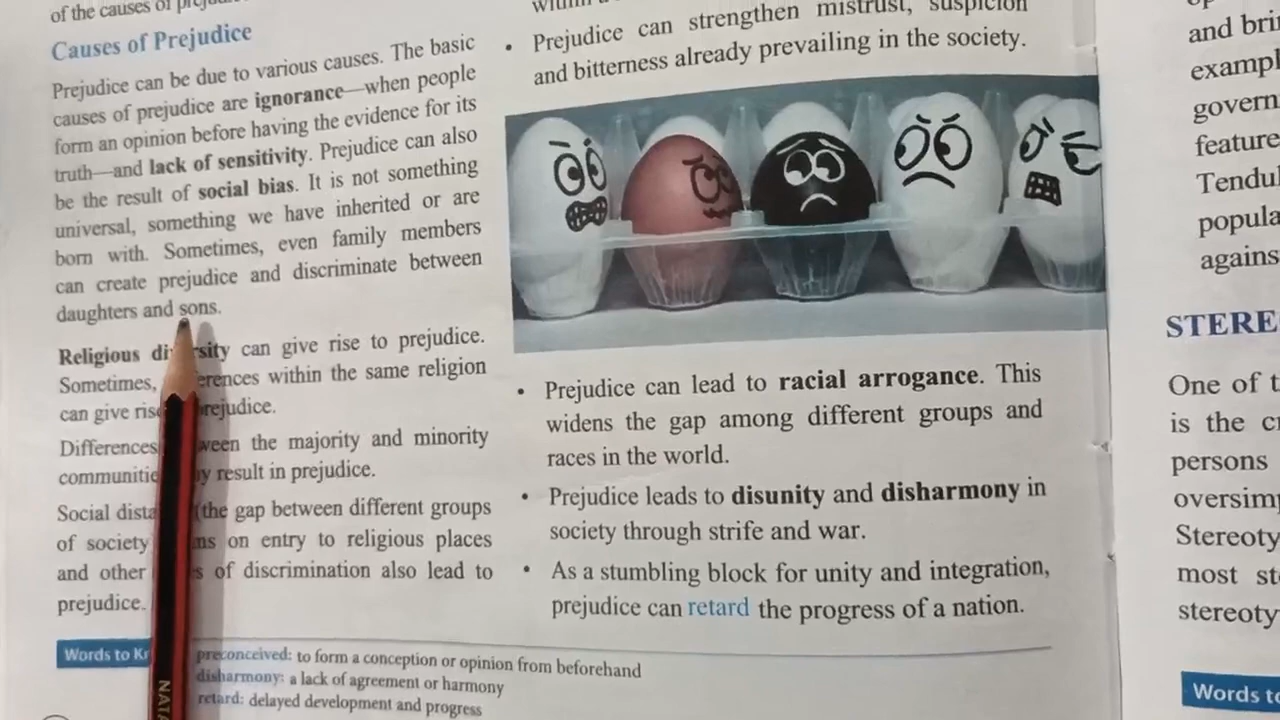 of the causes of
Causes of Prejudice
Prejudice can be due to various causes. The basic
causes of prejudice are ignorance—when people
form an opinion before having the evidence for its
truth—and lack of sensitivity. Prejudice can also
be the result of social bias. It is not something
universal, something we have inherited or are
born with. Sometimes, even family members
can create prejudice and discriminate between
daughters and sons.
Religious di sity can give rise to prejudice.
Sometimes, erences within the same religion
can give ris rejudice.
Differences ween the majority and minority
communitie y result in prejudice.
Social dista (the gap between different groups
of society ns on entry to religious places
and other s of discrimination also lead to
prejudice.
Prejudice can strengthen mistrust, suspicion
and bitterness already prevailing in the society.
• Prejudice can lead to racial arrogance. This
widens the gap among different groups and
races in the world.
• Prejudice leads to disunity and disharmony in
society through strife and war.
• As a stumbling block for unity and integration,
prejudice can retard the progress of a nation.
Words to Kn
preconceived: to form a conception or opinion from beforehand
disharmony: a lack of agreement or harmony
retard: delayed development and progress
NATA
and bri
exampl
govern
feature
Tendul
popula
agains
STERE
One of t
is the c
persons
oversim
Stereoty
most st
stereoty
Words to